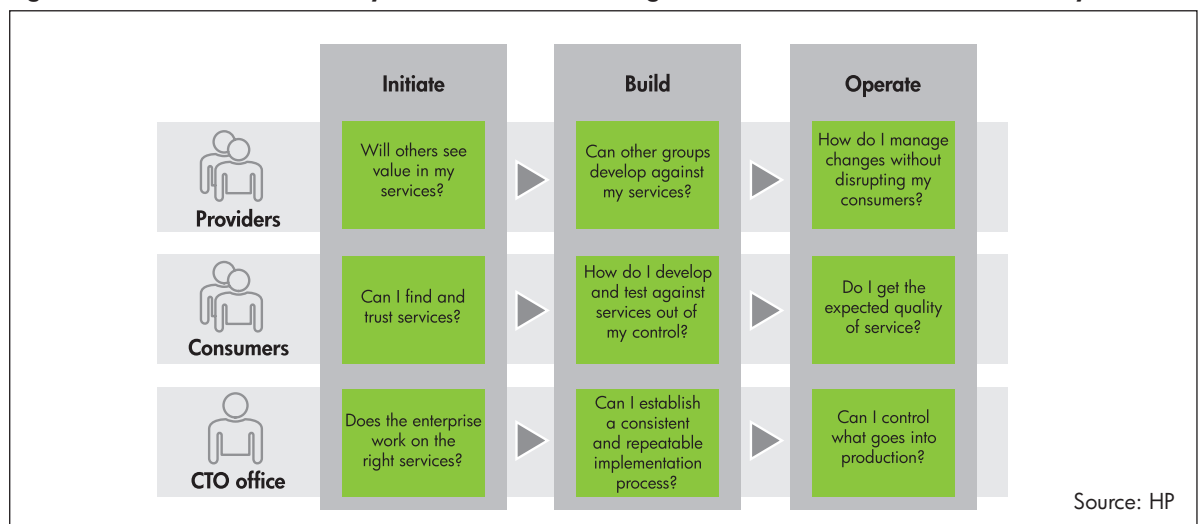 Initiate
Build
Operate
Providers
Will others see
value in my
services?
Can other groups
develop against
my services?
How do I manage
changes without
disrupting my
consumers?
Consumers
Can I find and
trust services?
How do I develop
and test against
services out of
my control?
Do I get the
expected quality
of service?
CTO office
Does the enterprise
work on the
right services?
Can I establish
a consistent
and repeatable
implementation
process?
Can I control
what goes into
production?
Source: HP